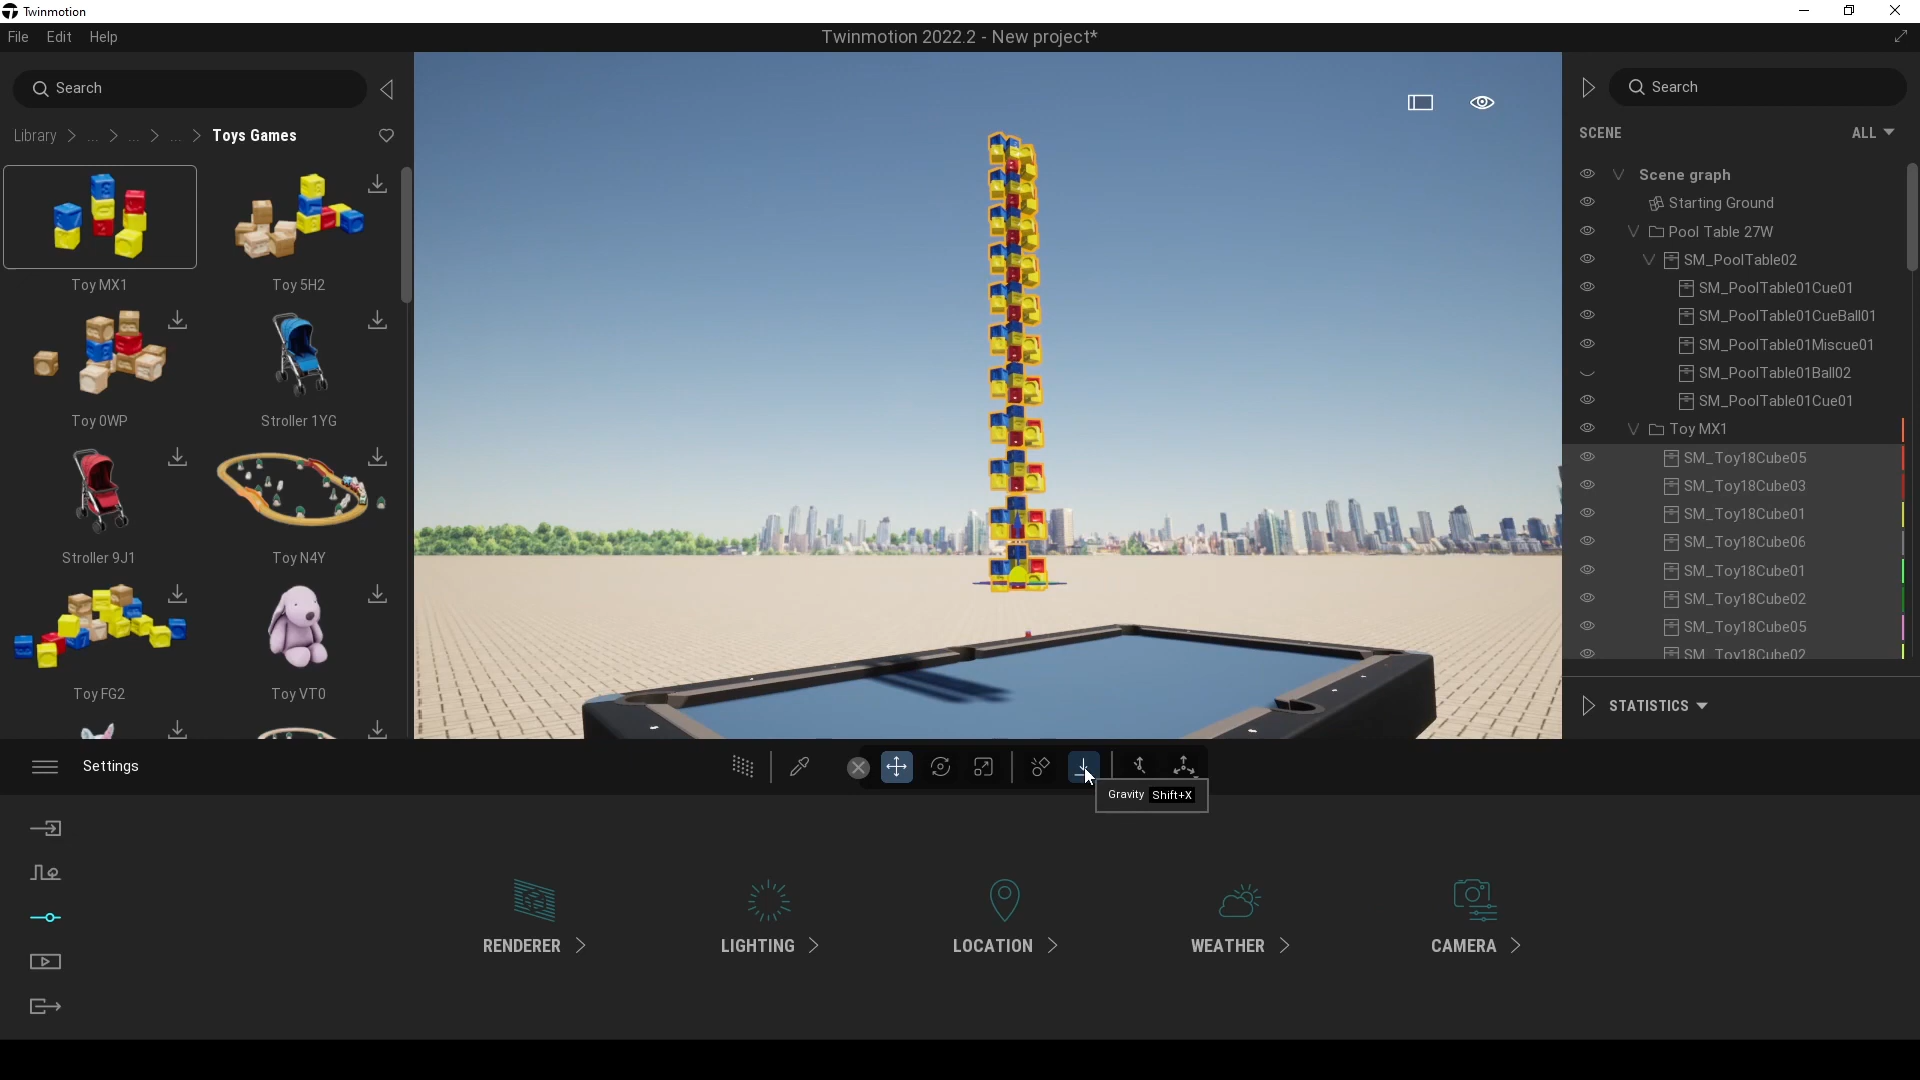 Twinmotion
File Edit Help
Twinmotion 2022.2 - New project*
Search
Library > ... > ... > ... > Toys Games
Toy MX1
Toy 5H2
Toy 0WP
Stroller 1YG
Stroller 9J1
Toy N4Y
Toy FG2
Toy VT0
Search
SCENE
ALL
Scene graph
Starting Ground
Pool Table 27W
SM_PoolTable02
SM_PoolTable01Cue01
SM_PoolTable01CueBall01
SM_PoolTable01Miscue01
SM_PoolTable01Ball02
SM_PoolTable01Cue01
Toy MX1
SM_Toy18Cube05
SM_Toy18Cube03
SM_Toy18Cube01
SM_Toy18Cube06
SM_Toy18Cube01
SM_Toy18Cube02
SM_Toy18Cube05
SM_Toy18Cube02
STATISTICS
Settings
Gravity Shift+X
RENDERER >
LIGHTING >
LOCATION >
WEATHER >
CAMERA >